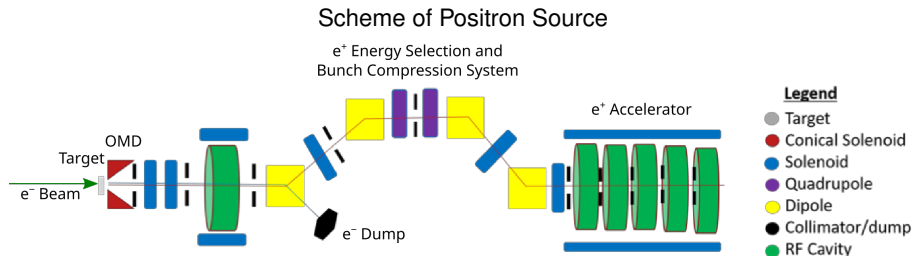 Scheme of Positron Source
e⁺ Energy Selection and
Bunch Compression System
e⁺ Accelerator
OMD
Target
e⁻ Beam
e⁻ Dump
Legend
Target
Conical Solenoid
Solenoid
Quadrupole
Dipole
Collimator/dump
RF Cavity